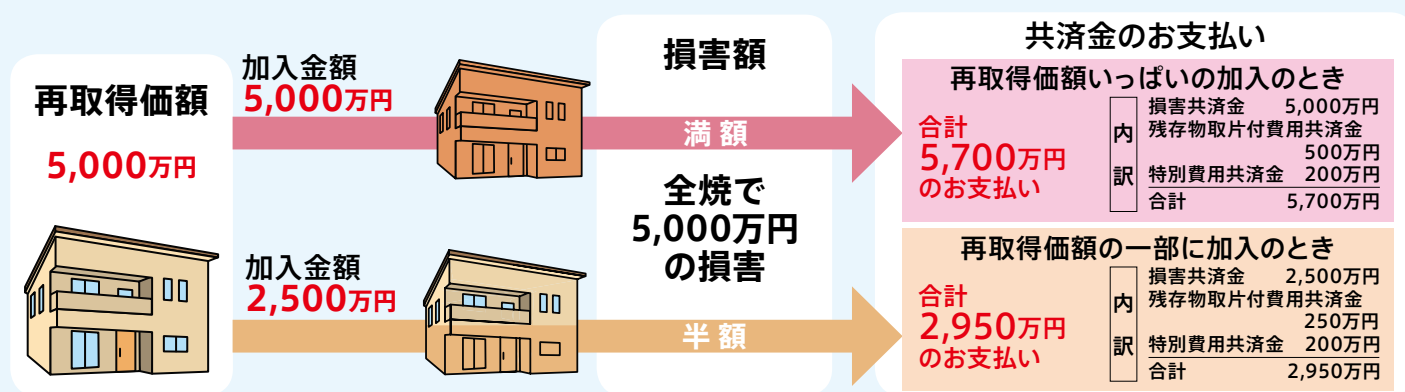 再取得価額
5,000万円
加入金額
5,000万円
加入金額
2,500万円
損害額
満額
全焼で
5,000万円
の損害
半額
共済金のお支払い
再取得価額いっぱいの加入のとき
合計
5,700万円
のお支払い
内訳
損害共済金 5,000万円
残存物取片付費用共済金
500万円
特別費用共済金 200万円
合計 5,700万円
再取得価額の一部に加入のとき
合計
2,950万円
のお支払い
内訳
損害共済金 2,500万円
残存物取片付費用共済金
250万円
特別費用共済金 200万円
合計 2,950万円